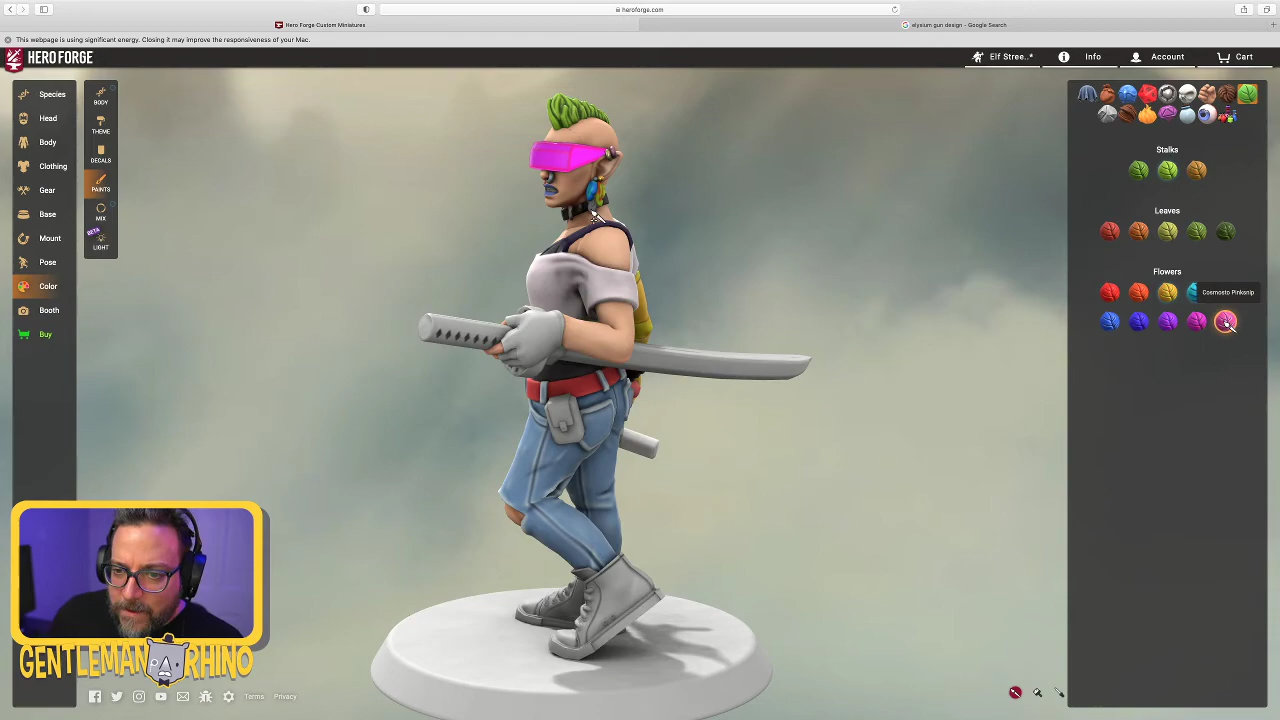 heroforge.com
Hero Forge Custom Miniatures
elysium gun design - Google Search
This webpage is using significant energy. Closing it may improve the responsiveness of your Mac.
HERO FORGE
Elf Stree..*
Info
Account
Cart
Species
Head
Body
Clothing
Gear
Base
Mount
Pose
Color
Booth
Buy
BODY
THEME
DECALS
PAINTS
MIX
BETA
LIGHT
Stalks
Leaves
Flowers
Cosmosto Pinksnip
GENTLEMAN RHINO
Terms
Privacy